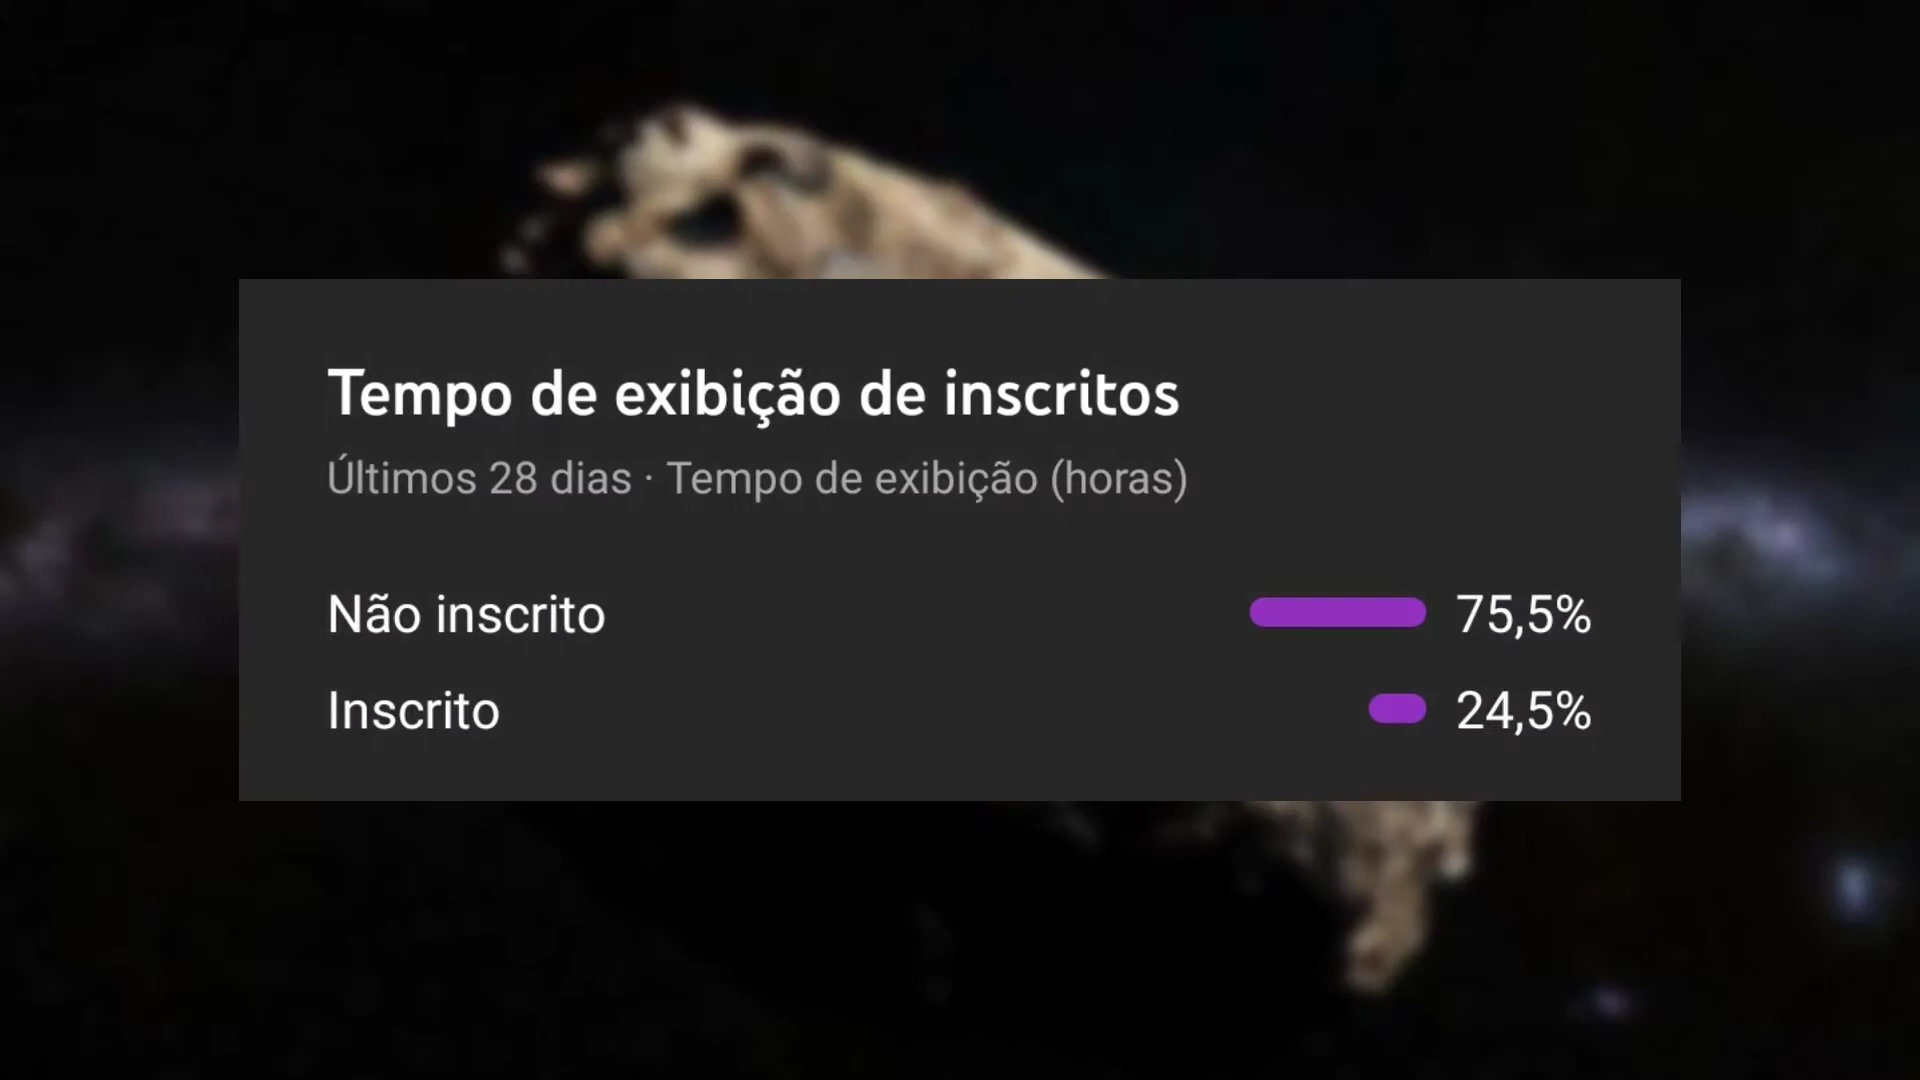 Tempo de exibição de inscritos
Últimos 28 dias · Tempo de exibição (horas)
Não inscrito 75,5%
Inscrito 24,5%